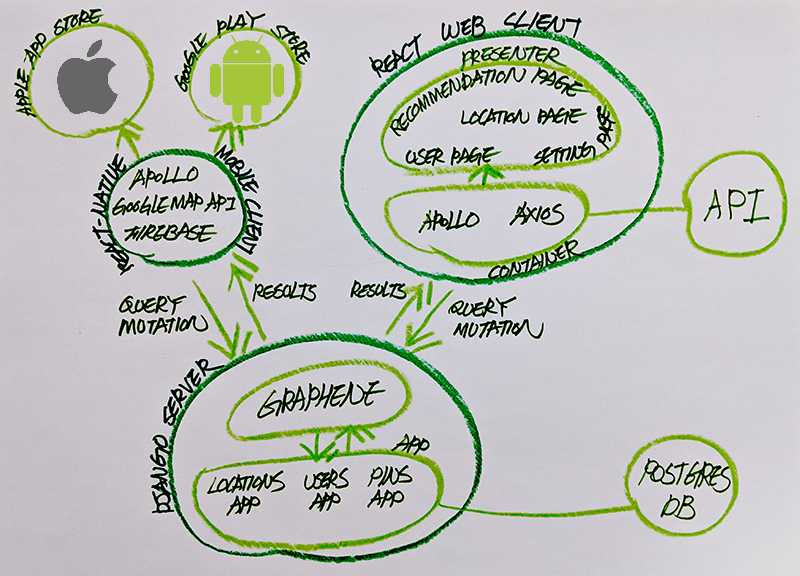 APPLE APP STORE
GOOGLE PLAY STORE
REACT WEB CLIENT
PRESENTER
RECOMMENDATION PAGE
LOCATION PAGE
USER PAGE
SETTING PAGE
REACT-NATIVE
MOBILE CLIENT
APOLLO
GOOGLE MAP API
FIREBASE
APOLLO
AXIOS
CONTAINER
API
QUERY
MUTATION
RESULTS
RESULTS
QUERY
MUTATION
DJANGO SERVER
GRAPHENE
APP
LOCATIONS
APP
USERS
APP
PINS
APP
POSTGRES
DB